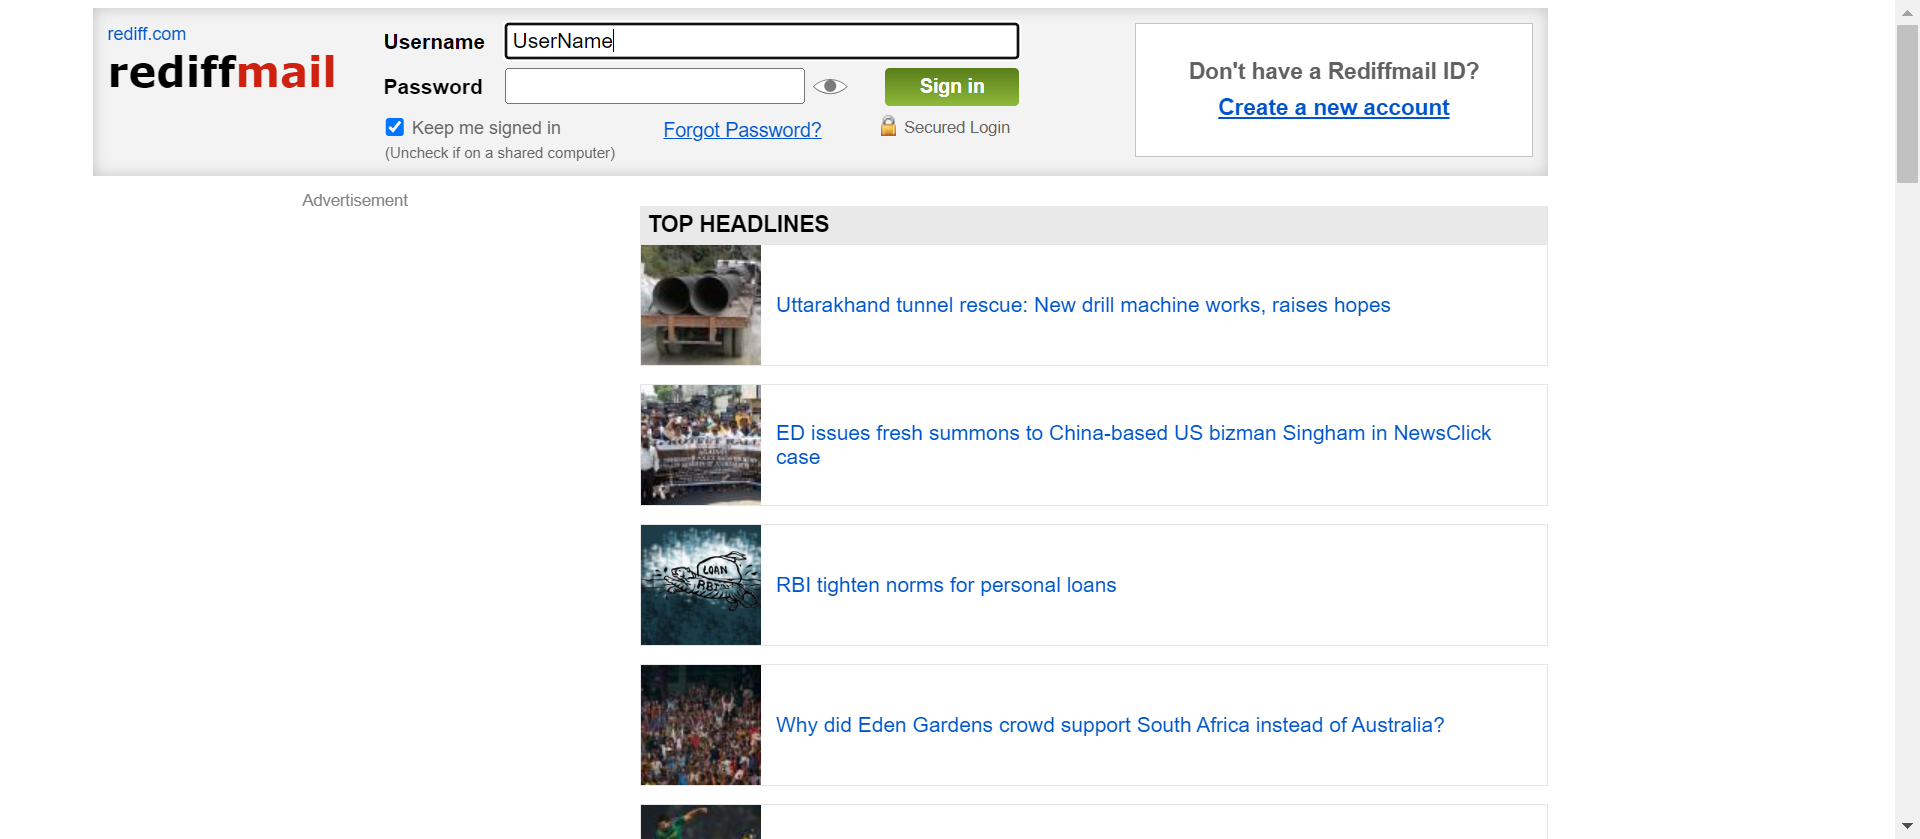 rediff.com
rediffmail
Username
UserName
Password
Sign in
Keep me signed in
(Uncheck if on a shared computer)
Forgot Password?
Secured Login
Don't have a Rediffmail ID?
Create a new account
Advertisement
TOP HEADLINES
Uttarakhand tunnel rescue: New drill machine works, raises hopes
ED issues fresh summons to China-based US bizman Singham in NewsClick
case
LOAN
RBI
RBI tighten norms for personal loans
Why did Eden Gardens crowd support South Africa instead of Australia?